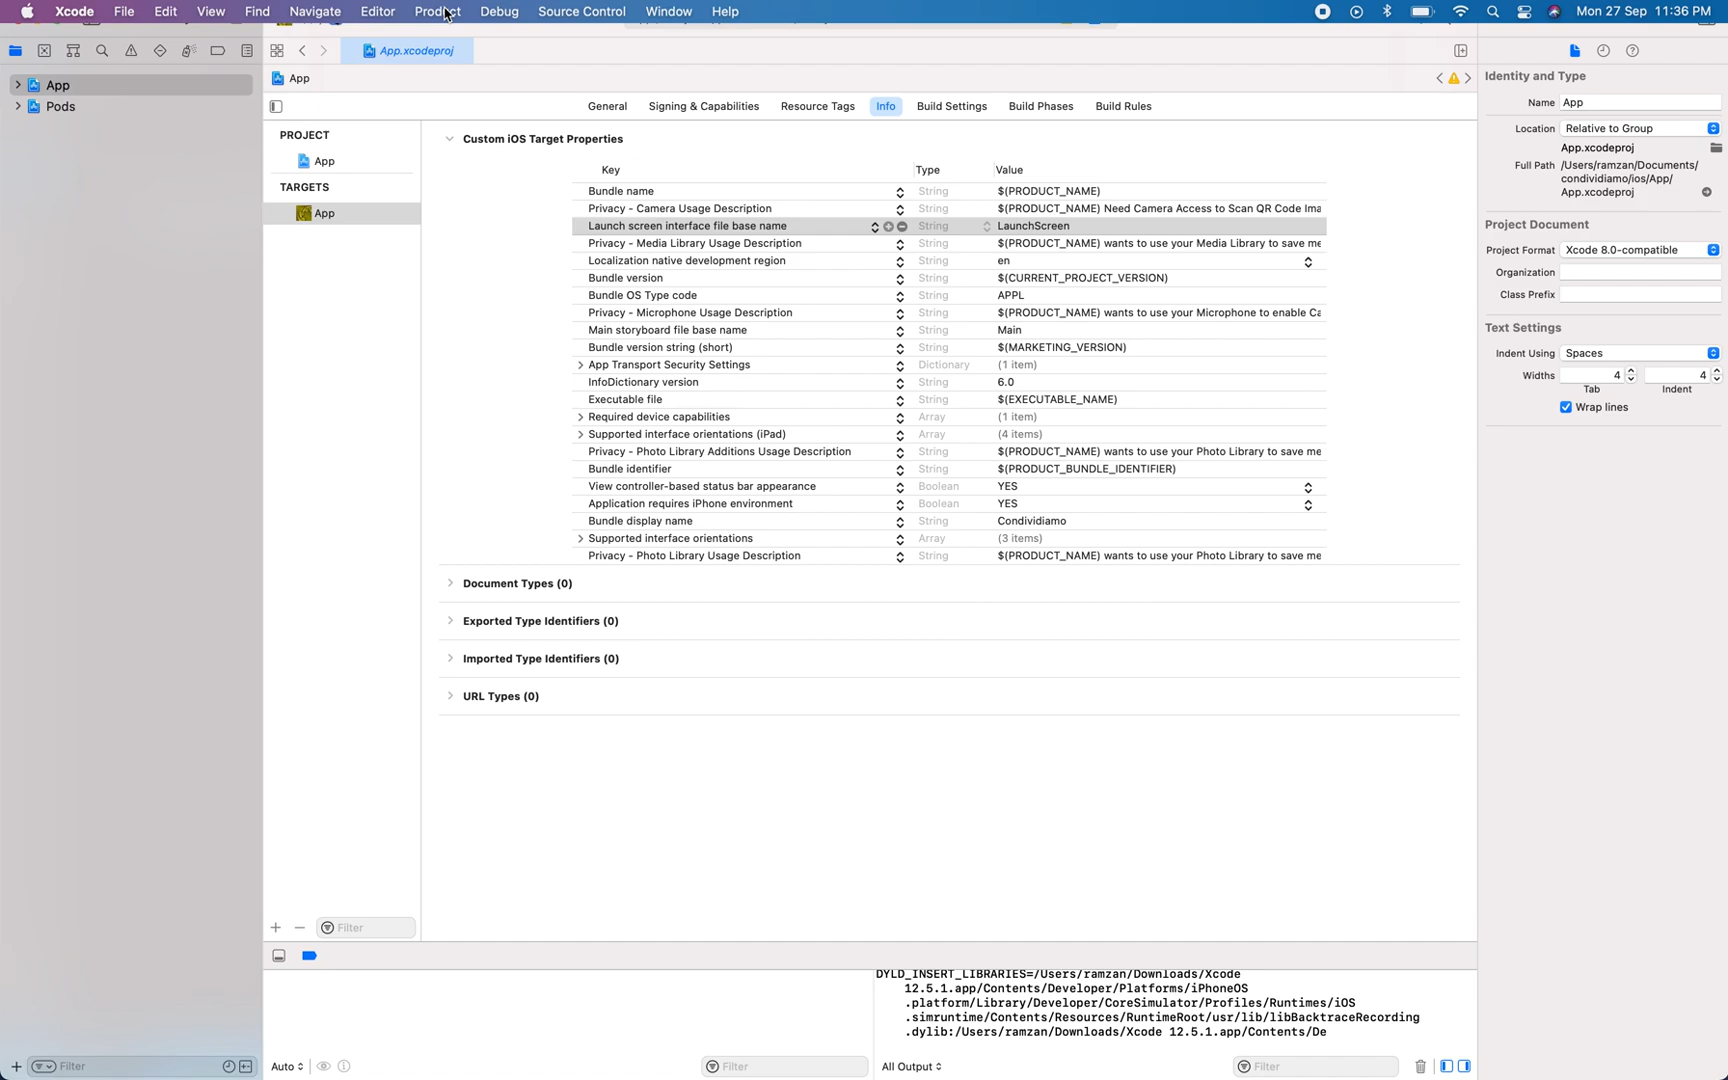 Xcode File Edit View Find Navigate Editor Product Debug Source Control Window Help Mon 27 Sep 11:36 PM
App.xcodeproj
App
Pods
App
General Signing & Capabilities Resource Tags Info Build Settings Build Phases Build Rules
PROJECT
App
TARGETS
App
Custom iOS Target Properties
Key Type Value
Bundle name String $(PRODUCT_NAME)
Privacy - Camera Usage Description String $(PRODUCT_NAME) Need Camera Access to Scan QR Code Ima
Launch screen interface file base name String LaunchScreen
Privacy - Media Library Usage Description String $(PRODUCT_NAME) wants to use your Media Library to save me
Localization native development region String en
Bundle version String $(CURRENT_PROJECT_VERSION)
Bundle OS Type code String APPL
Privacy - Microphone Usage Description String $(PRODUCT_NAME) wants to use your Microphone to enable Ca
Main storyboard file base name String Main
Bundle version string (short) String $(MARKETING_VERSION)
App Transport Security Settings Dictionary (1 item)
InfoDictionary version String 6.0
Executable file String $(EXECUTABLE_NAME)
Required device capabilities Array (1 item)
Supported interface orientations (iPad) Array (4 items)
Privacy - Photo Library Additions Usage Description String $(PRODUCT_NAME) wants to use your Photo Library to save me
Bundle identifier String $(PRODUCT_BUNDLE_IDENTIFIER)
View controller-based status bar appearance Boolean YES
Application requires iPhone environment Boolean YES
Bundle display name String Condividiamo
Supported interface orientations Array (3 items)
Privacy - Photo Library Usage Description String $(PRODUCT_NAME) wants to use your Photo Library to save me
Document Types (0)
Exported Type Identifiers (0)
Imported Type Identifiers (0)
URL Types (0)
Filter
Identity and Type
Name App
Location Relative to Group
App.xcodeproj
Full Path /Users/ramzan/Documents/
condividiamo/ios/App/
App.xcodeproj
Project Document
Project Format Xcode 8.0-compatible
Organization
Class Prefix
Text Settings
Indent Using Spaces
Widths 4 4
Tab Indent
Wrap lines
DYLD_INSERT_LIBRARIES=/Users/ramzan/Downloads/Xcode
12.5.1.app/Contents/Developer/Platforms/iPhoneOS
.platform/Library/Developer/CoreSimulator/Profiles/Runtimes/iOS
.simruntime/Contents/Resources/RuntimeRoot/usr/lib/libBacktraceRecording
.dylib:/Users/ramzan/Downloads/Xcode 12.5.1.app/Contents/De
Filter Auto Filter All Output Filter